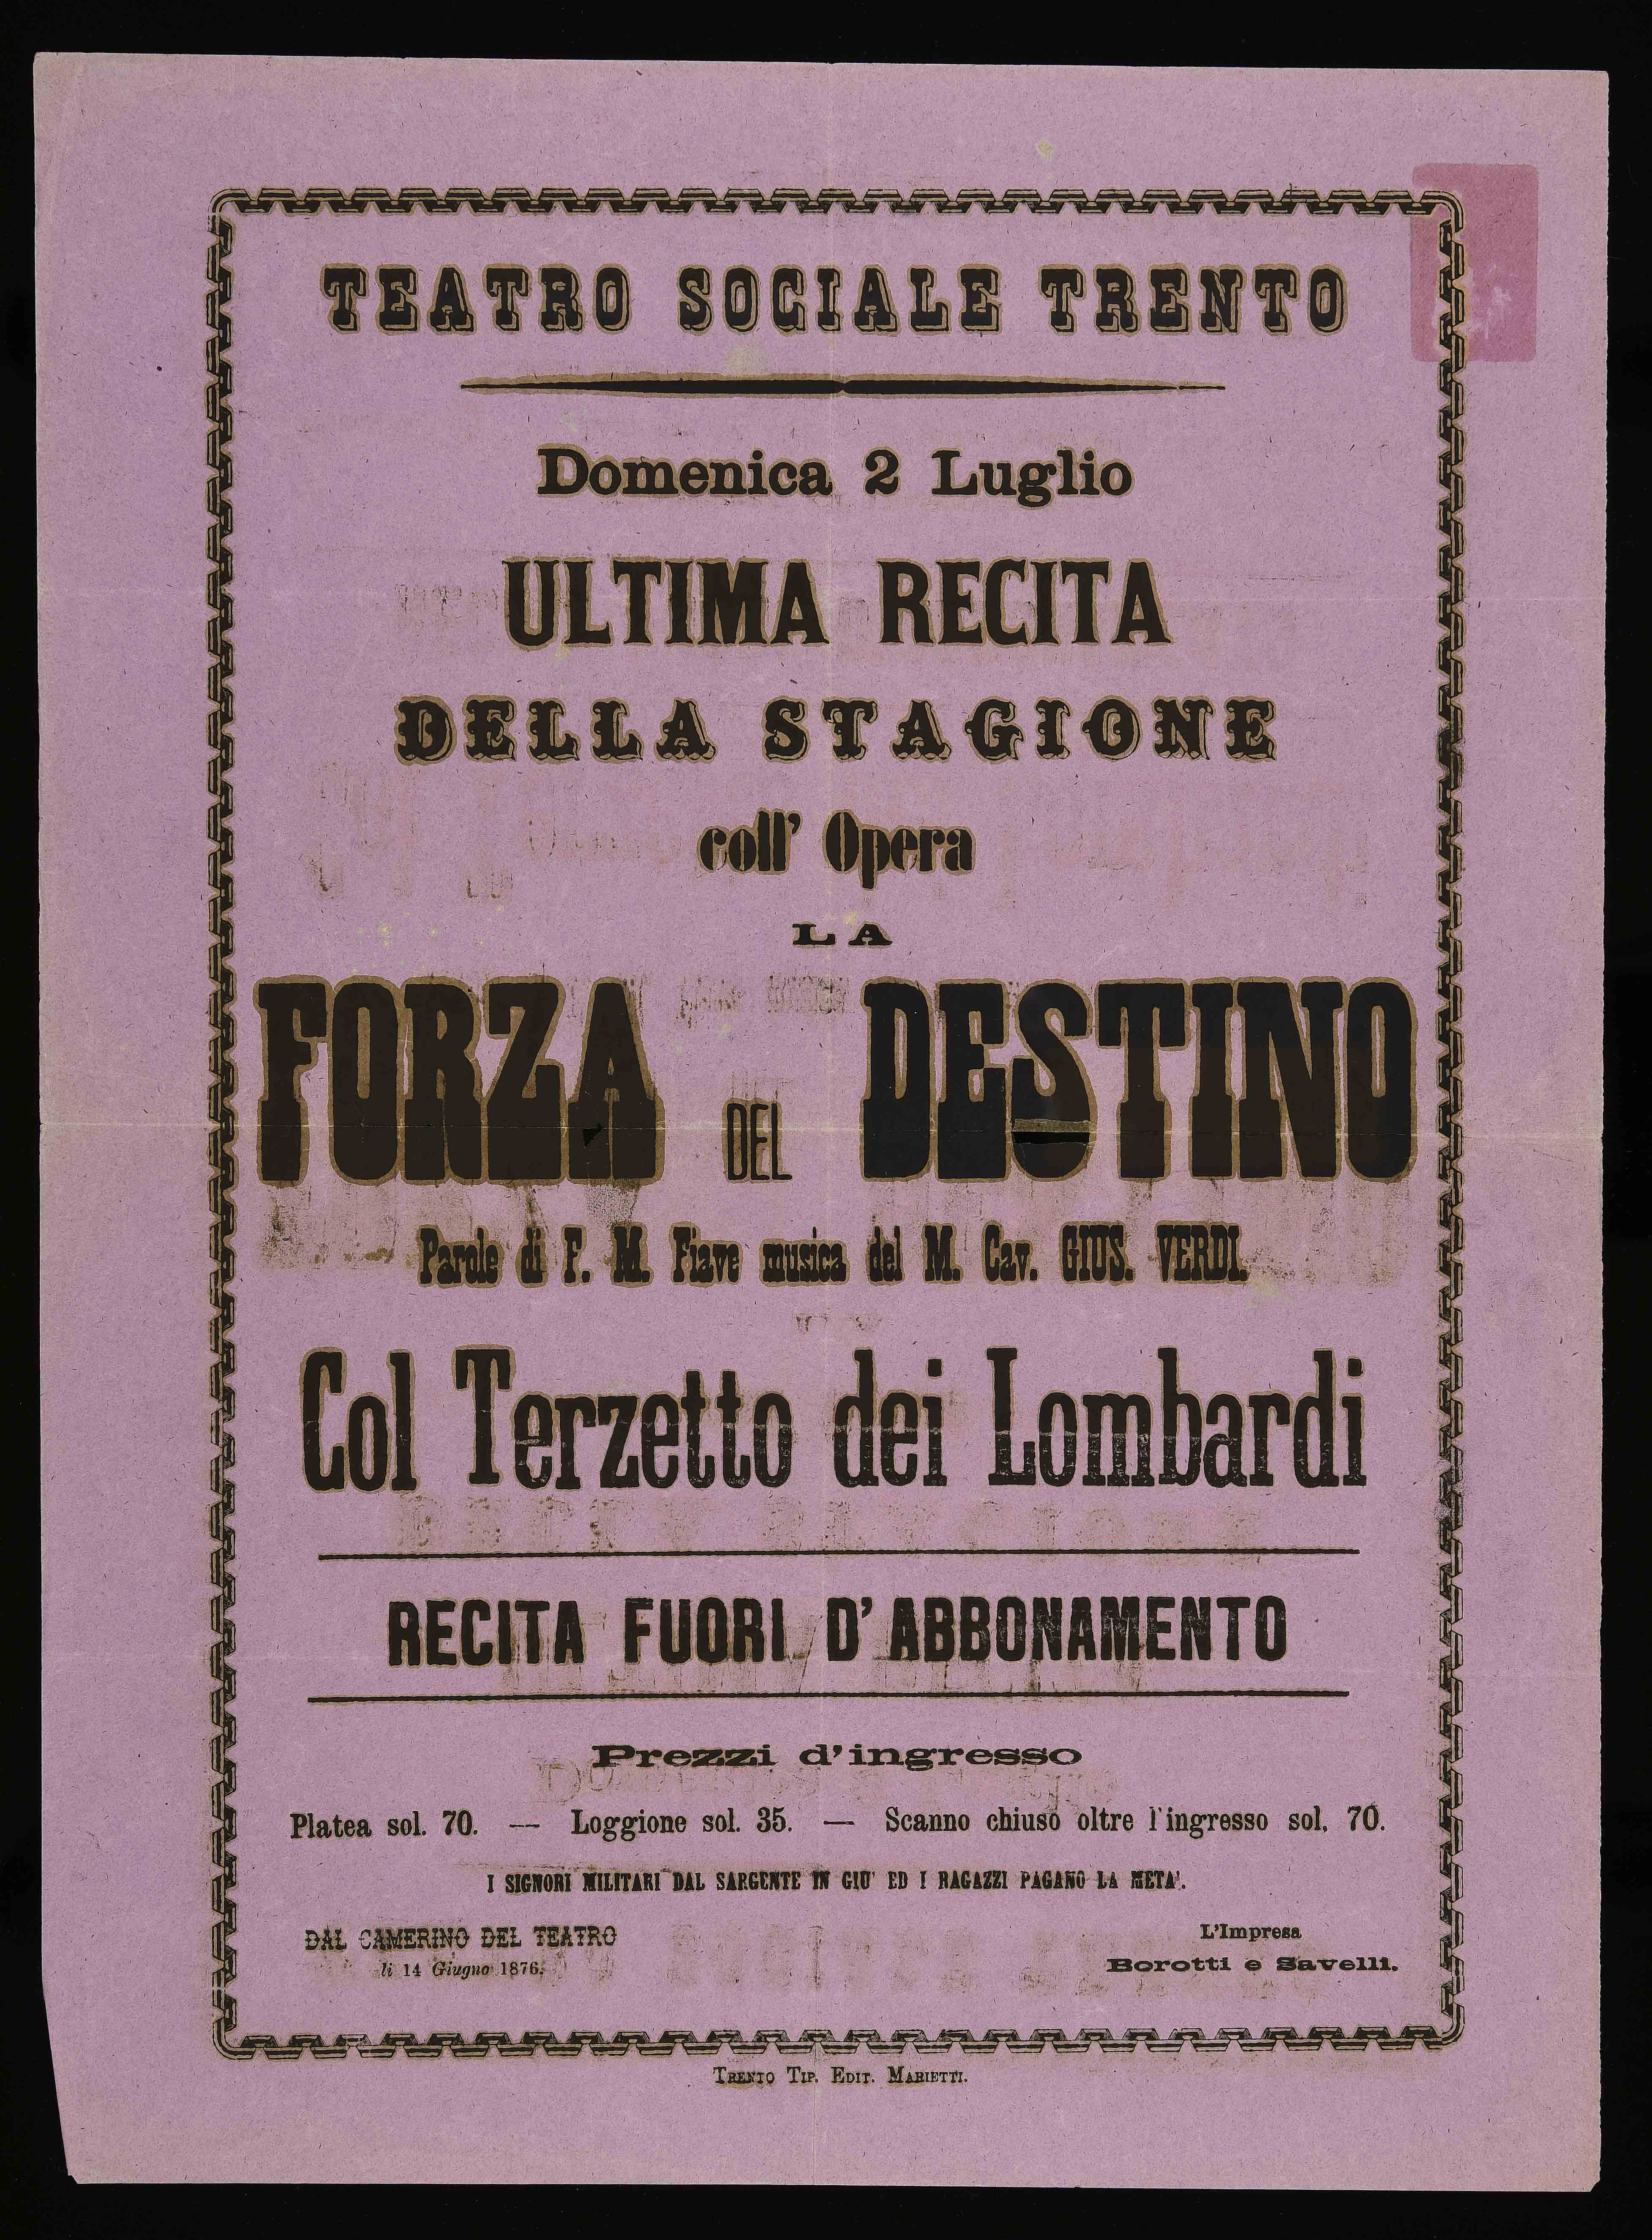 TEATRO SOCIALE TRENTO
Domenica 2 Luglio
ULTIMA RECITA
DELLA STAGIONE
coll' Opera
LA
FORZA DEL DESTINO
Parole di F. M. Fiave musica del M. Cav. GIUS. VERDI.
Col Terzetto dei Lombardi
RECITA FUORI D'ABBONAMENTO
Prezzi d'ingresso
Platea sol. 70. — Loggione sol. 35. — Scanno chiuso oltre l'ingresso sol. 70.
I SIGNORI MILITARI DAL SARGENTE IN GIU' ED I RAGAZZI PAGANO LA META'.
DAL CAMERINO DEL TEATRO
li 14 Giugno 1876.
L'Impresa
Borotti e Savelli.
TRENTO TIP. EDIT. MARIETTI.